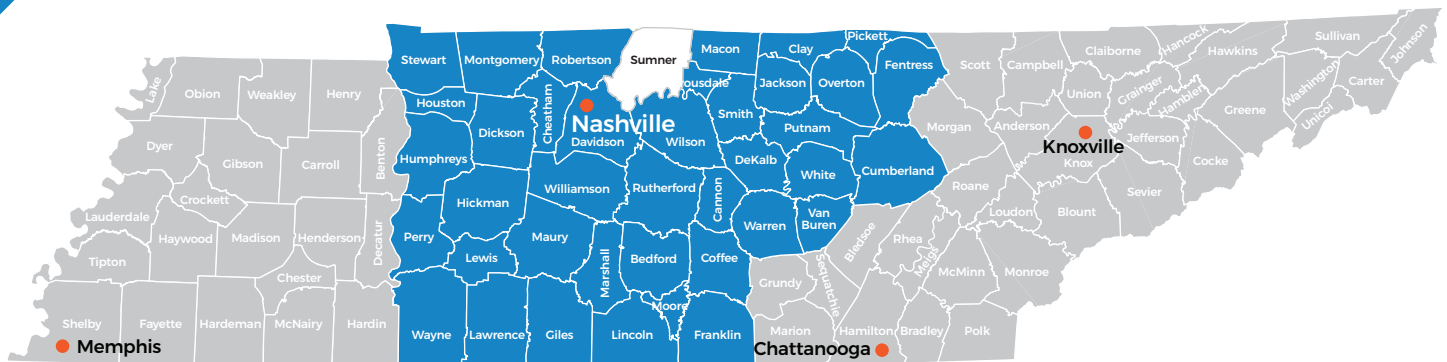 Stewart
Montgomery
Robertson
Sumner
Macon
Clay
Pickett
Fentress
Scott
Campbell
Claiborne
Hancock
Hawkins
Sullivan
Johnson
Lake
Obion
Weakley
Henry
Houston
Cheatham
ousdale
Jackson
Overton
Union
Grainger
Hamblen
Washington
Carter
Unicoi
Greene
Dickson
Nashville
Davidson
Wilson
Smith
Putnam
Morgan
Anderson
Knoxville
Knox
Jefferson
Cocke
Dyer
Gibson
Carroll
Benton
Humphreys
DeKalb
White
Cumberland
Williamson
Rutherford
Cannon
Roane
Loudon
Blount
Sevier
Crockett
Lauderdale
Haywood
Madison
Henderson
Decatur
Hickman
Perry
Lewis
Maury
Marshall
Bedford
Coffee
Warren
Van
Buren
Bledsoe
Rhea
Meigs
McMinn
Monroe
Tipton
Chester
Moore
Grundy
Sequatchie
Shelby
Fayette
Hardeman
McNairy
Hardin
Wayne
Lawrence
Giles
Lincoln
Franklin
Marion
Hamilton
Bradley
Polk
Memphis
Chattanooga